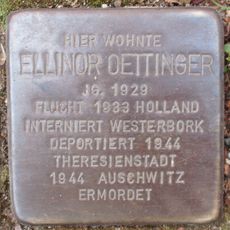 HIER WOHNTE
ELLINOR OETTINGER
JG. 1929
FLUCHT 1933 HOLLAND
INTERNIERT WESTERBORK
DEPORTIERT 1944
THERESIENSTADT
1944 AUSCHWITZ
ERMORDET